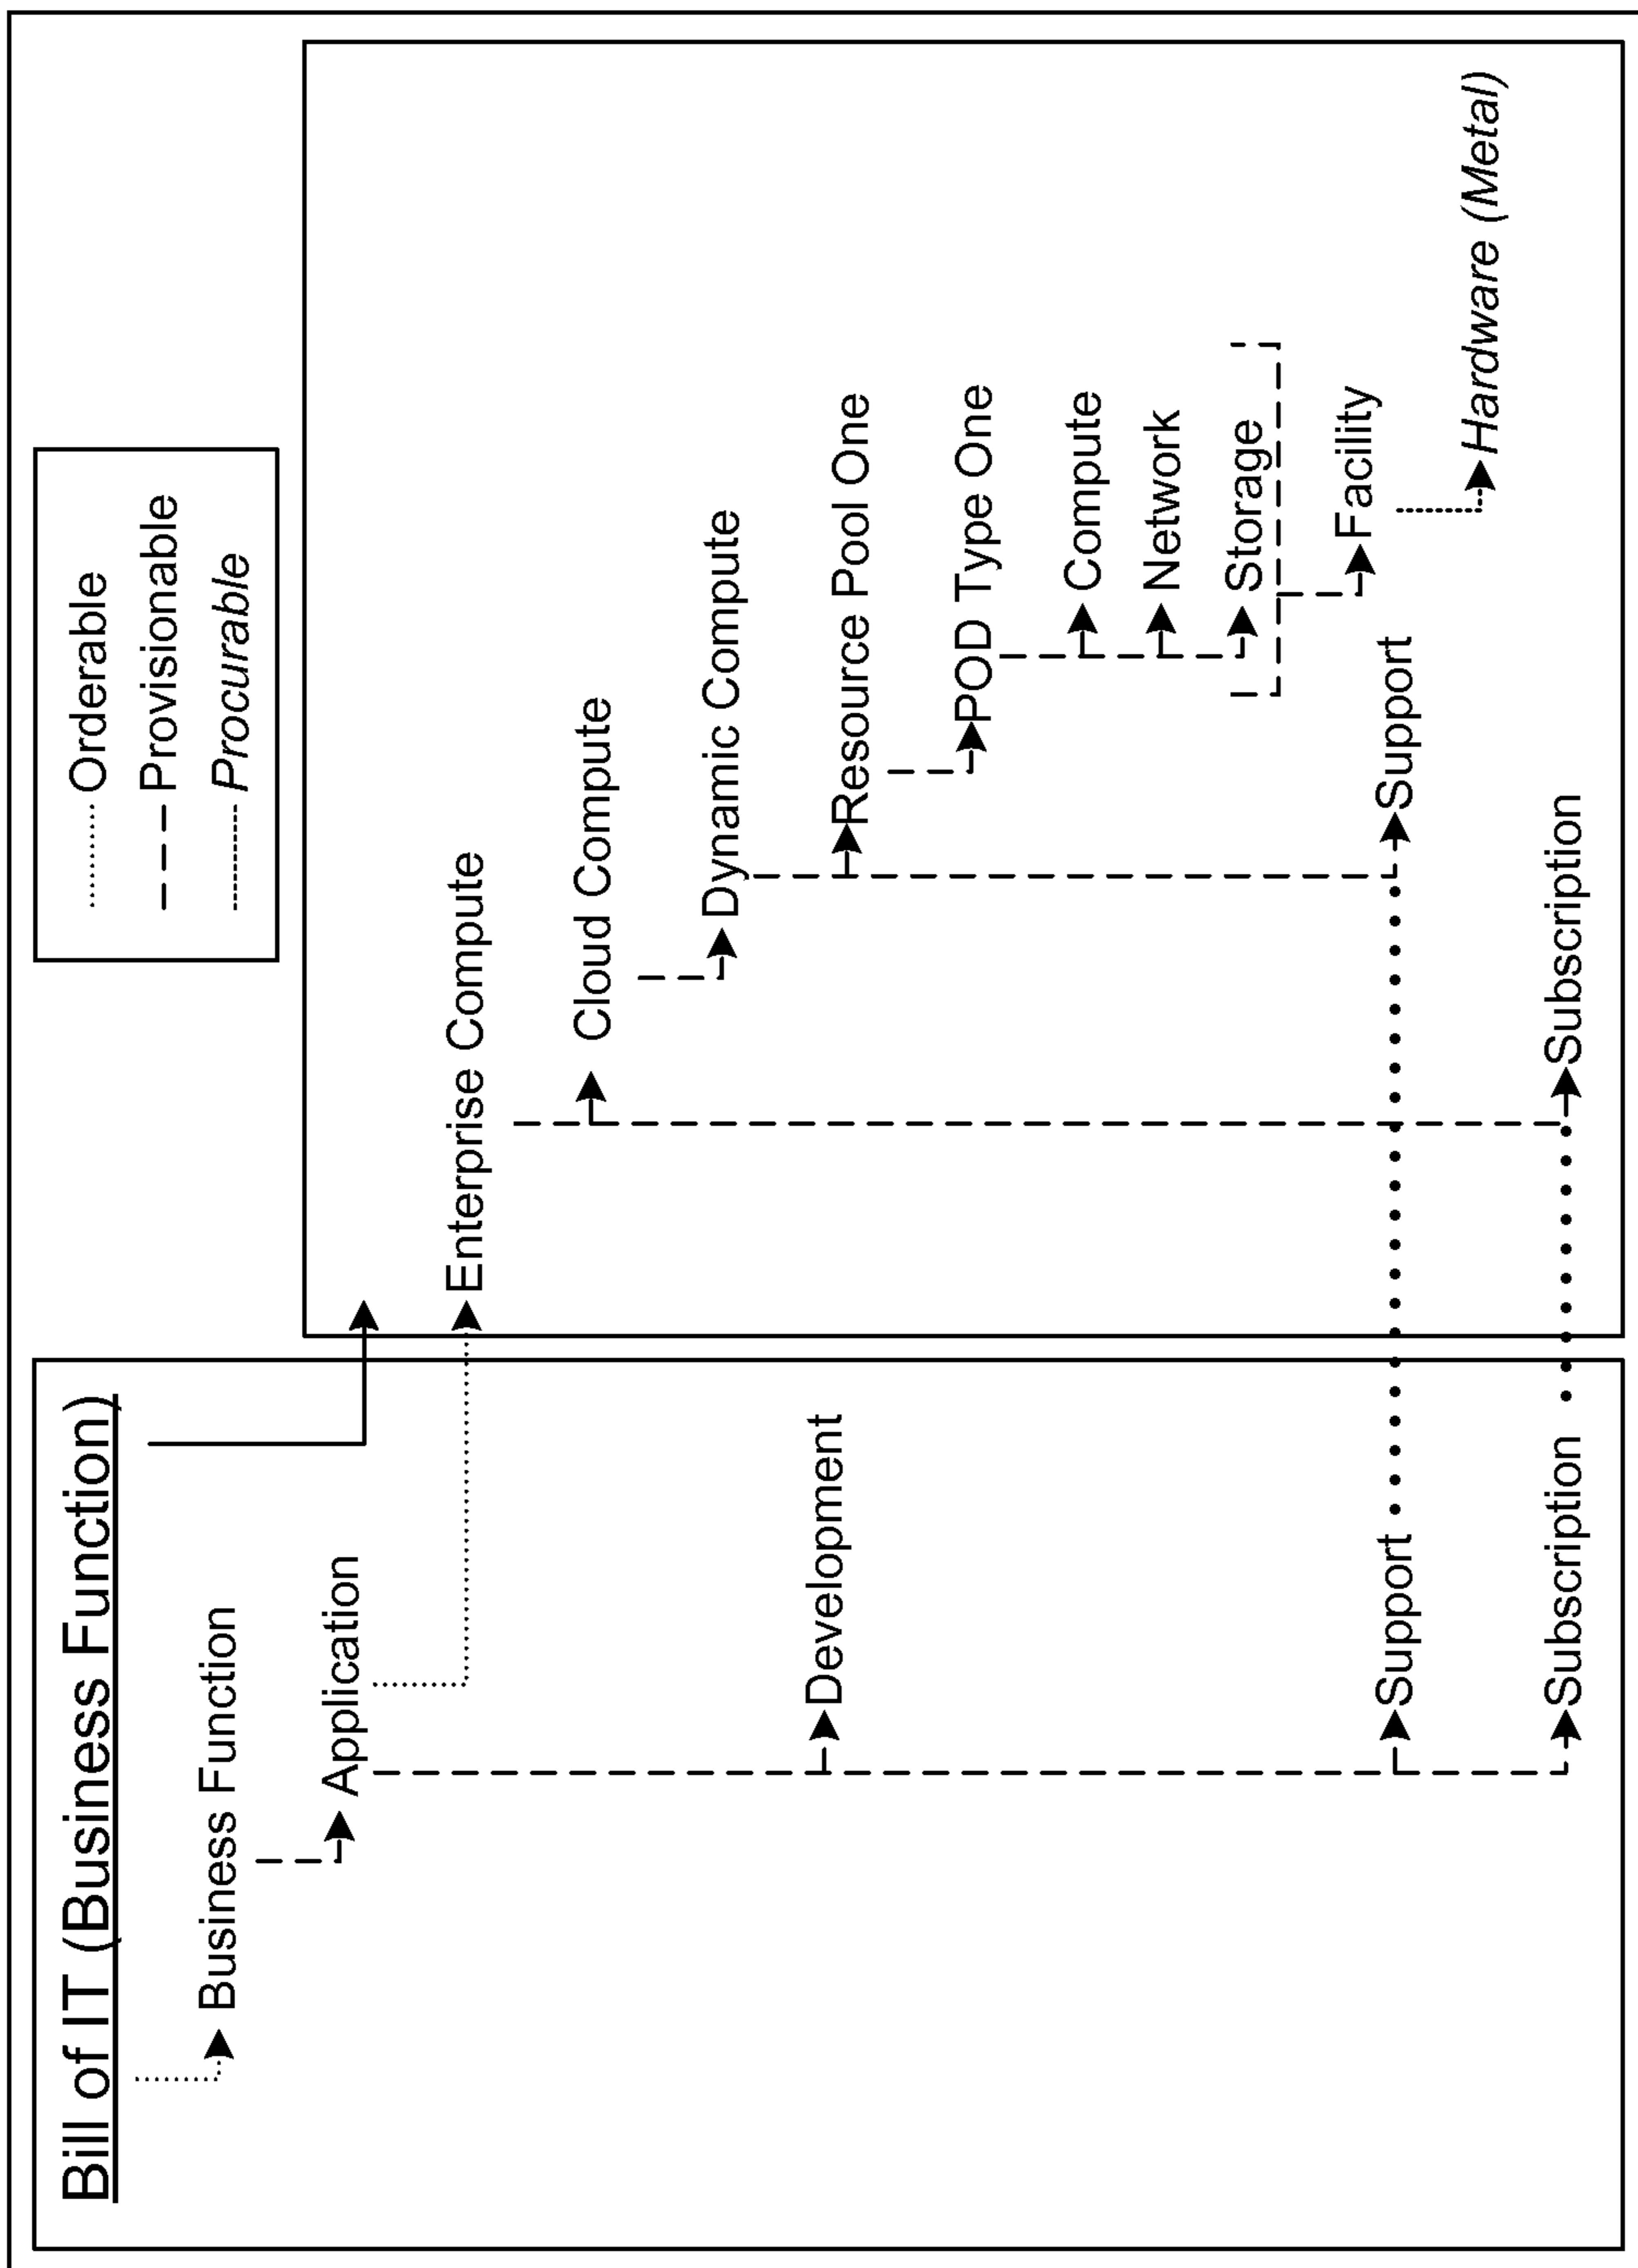 Bill of IT (Business Function)
Business Function
Application
Development
Support
Subscription
Orderable
Provisionable
Procurable
Enterprise Compute
Cloud Compute
Dynamic Compute
Resource Pool One
POD Type One
Compute
Network
Storage
Facility
Hardware (Metal)
Support
Subscription